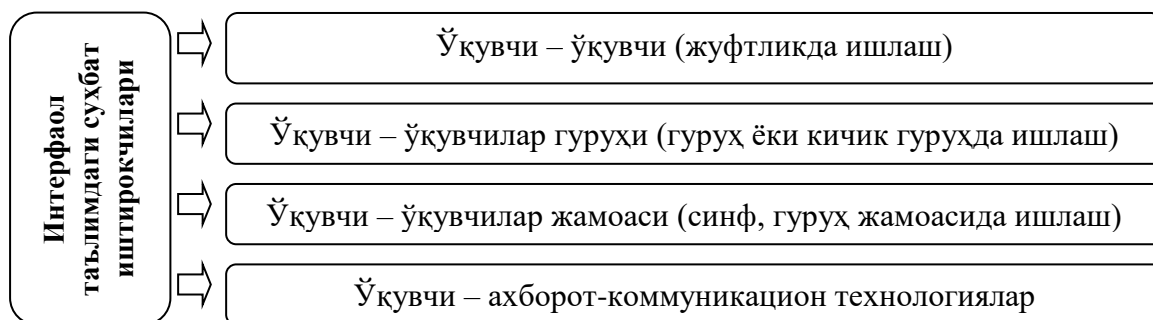 Интерфаол
таълимдаги суҳбат
иштирокчилари
Ўқувчи – ўқувчи (жуфтликда ишлаш)
Ўқувчи – ўқувчилар гуруҳи (гуруҳ ёки кичик гуруҳда ишлаш)
Ўқувчи – ўқувчилар жамоаси (синф, гуруҳ жамоасида ишлаш)
Ўқувчи – ахборот-коммуникацион технологиялар